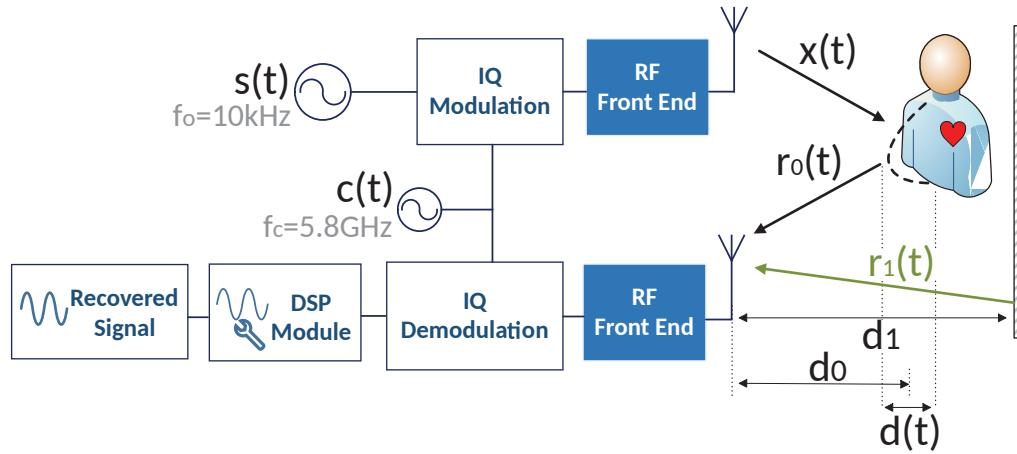 s(t)
fo=10kHz
IQ
Modulation
RF
Front End
x(t)
r0(t)
c(t)
fc=5.8GHz
r1(t)
Recovered
Signal
DSP
Module
IQ
Demodulation
RF
Front End
d1
d0
d(t)